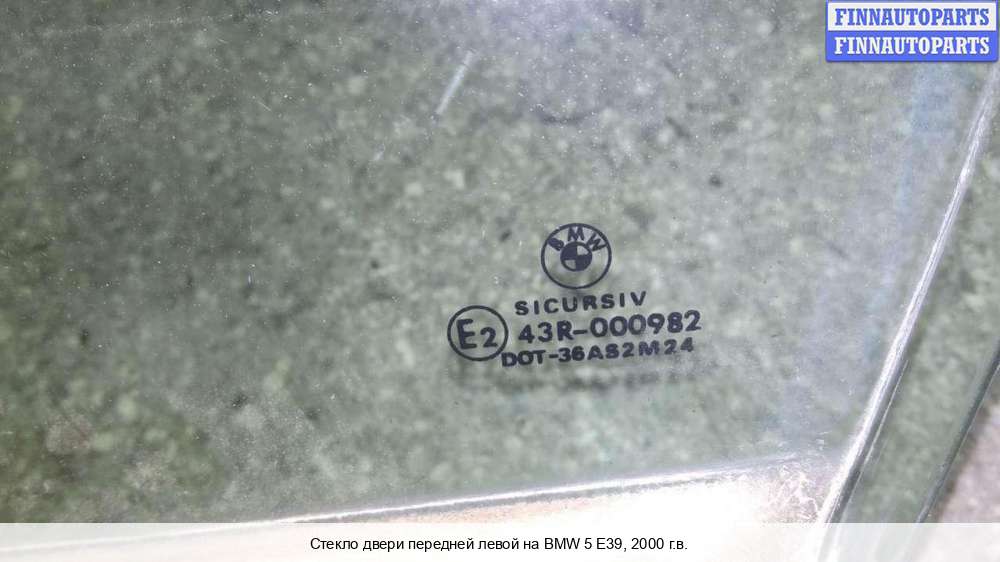 FINNAUTOPARTS
FINNAUTOPARTS
BMW
SICURSIV
E2 43R-000982
DOT-36AS2M24
Стекло двери передней левой на BMW 5 E39, 2000 г.в.